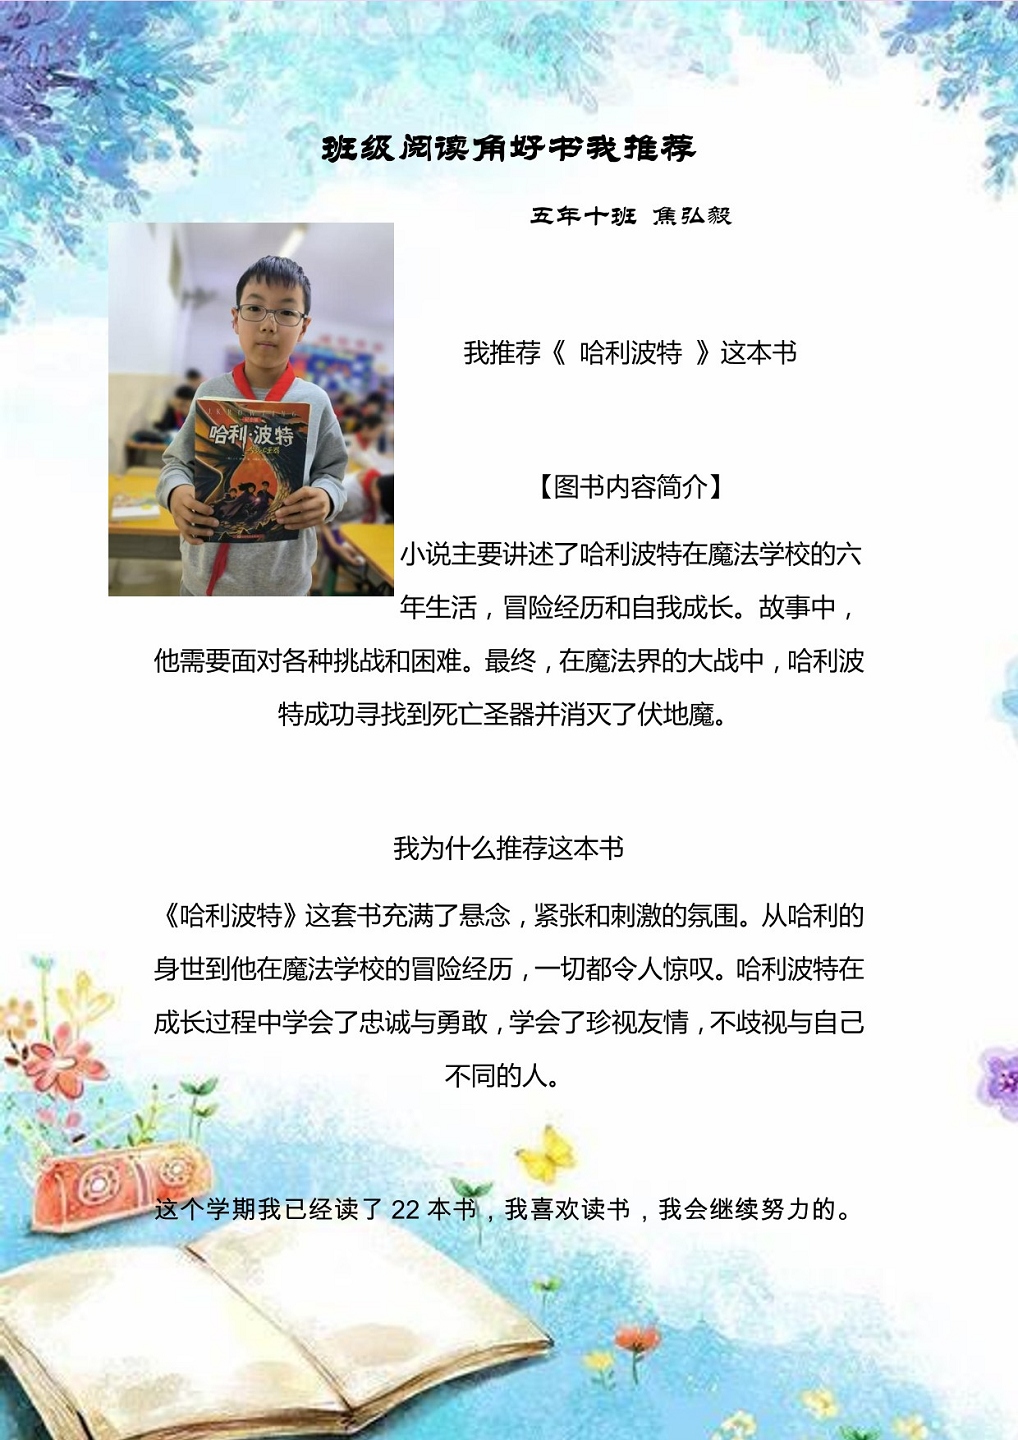 班级阅读角好书我推荐
五年十班 焦弘毅
我推荐《 哈利波特 》这本书
J.K.ROWLING
哈利·波特
【图书内容简介】
小说主要讲述了哈利波特在魔法学校的六
年生活，冒险经历和自我成长。故事中，
他需要面对各种挑战和困难。最终，在魔法界的大战中，哈利波
特成功寻找到死亡圣器并消灭了伏地魔。
我为什么推荐这本书
《哈利波特》这套书充满了悬念，紧张和刺激的氛围。从哈利的
身世到他在魔法学校的冒险经历，一切都令人惊叹。哈利波特在
成长过程中学会了忠诚与勇敢，学会了珍视友情，不歧视与自己
不同的人。
这个学期我已经读了 22 本书，我喜欢读书，我会继续努力的。